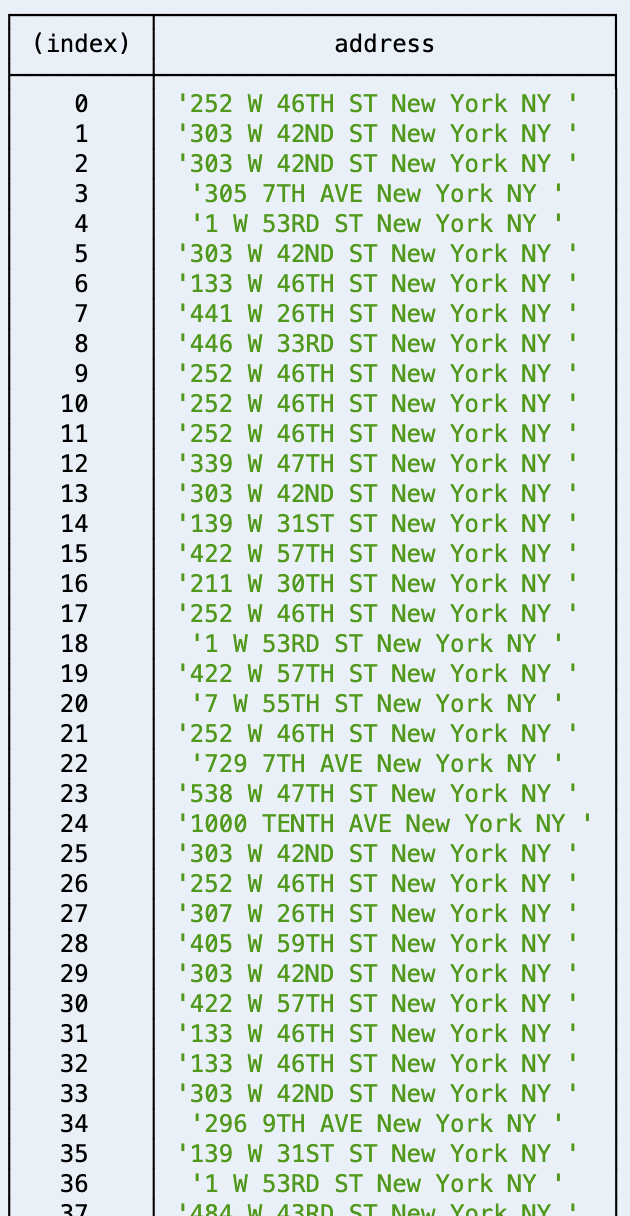 (index) address
0 '252 W 46TH ST New York NY '
1 '303 W 42ND ST New York NY '
2 '303 W 42ND ST New York NY '
3 '305 7TH AVE New York NY '
4 '1 W 53RD ST New York NY '
5 '303 W 42ND ST New York NY '
6 '133 W 46TH ST New York NY '
7 '441 W 26TH ST New York NY '
8 '446 W 33RD ST New York NY '
9 '252 W 46TH ST New York NY '
10 '252 W 46TH ST New York NY '
11 '252 W 46TH ST New York NY '
12 '339 W 47TH ST New York NY '
13 '303 W 42ND ST New York NY '
14 '139 W 31ST ST New York NY '
15 '422 W 57TH ST New York NY '
16 '211 W 30TH ST New York NY '
17 '252 W 46TH ST New York NY '
18 '1 W 53RD ST New York NY '
19 '422 W 57TH ST New York NY '
20 '7 W 55TH ST New York NY '
21 '252 W 46TH ST New York NY '
22 '729 7TH AVE New York NY '
23 '538 W 47TH ST New York NY '
24 '1000 TENTH AVE New York NY '
25 '303 W 42ND ST New York NY '
26 '252 W 46TH ST New York NY '
27 '307 W 26TH ST New York NY '
28 '405 W 59TH ST New York NY '
29 '303 W 42ND ST New York NY '
30 '422 W 57TH ST New York NY '
31 '133 W 46TH ST New York NY '
32 '133 W 46TH ST New York NY '
33 '303 W 42ND ST New York NY '
34 '296 9TH AVE New York NY '
35 '139 W 31ST ST New York NY '
36 '1 W 53RD ST New York NY '
37 '484 W 43RD ST New York NY '